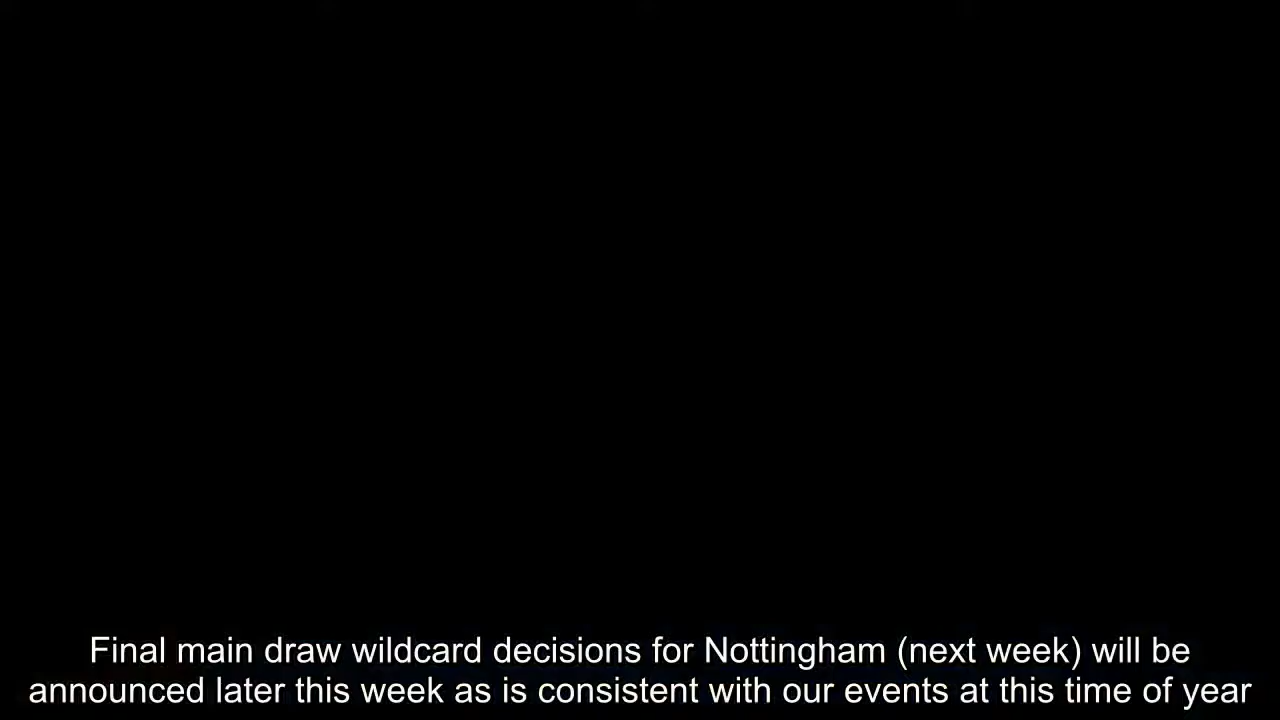 Final main draw wildcard decisions for Nottingham (next week) will be
announced later this week as is consistent with our events at this time of year